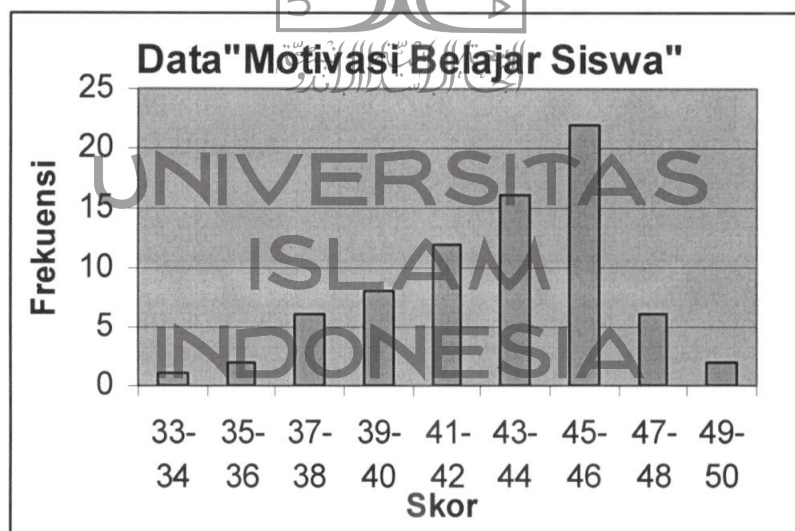 Data"Motivasi Belajar Siswa"
Frekuensi
25
20
15
10
5
0
33-34
35-36
37-38
39-40
41-42
43-44
45-46
47-48
49-50
Skor
UNIVERSITAS
ISLAM
INDONESIA